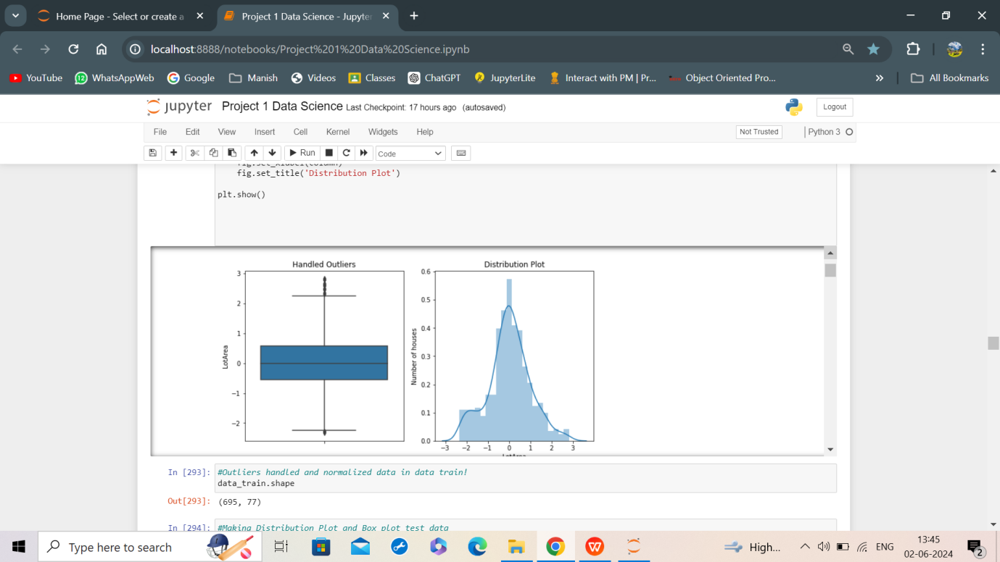 Home Page - Select or create a
Project 1 Data Science - Jupyter
localhost:8888/notebooks/Project%201%20Data%20Science.ipynb
YouTube WhatsAppWeb Google Manish Videos Classes ChatGPT JupyterLite Interact with PM | Pr... Object Oriented Pro... » All Bookmarks
jupyter Project 1 Data Science Last Checkpoint: 17 hours ago (autosaved) Logout
File Edit View Insert Cell Kernel Widgets Help Not Trusted Python 3
Run Code
fig.set_xlabel(column)
fig.set_title('Distribution Plot')
plt.show()
Handled Outliers
3
2
1
0
−1
−2
LotArea
Distribution Plot
0.6
0.5
0.4
0.3
0.2
0.1
0.0
Number of houses
−3 −2 −1 0 1 2 3
LotArea
In [293]: #Outliers handled and normalized data in data train!
data_train.shape
Out[293]: (695, 77)
In [294]: #Making Distribution Plot and Box plot test data
Type here to search
High... ENG
13:45
02-06-2024
2